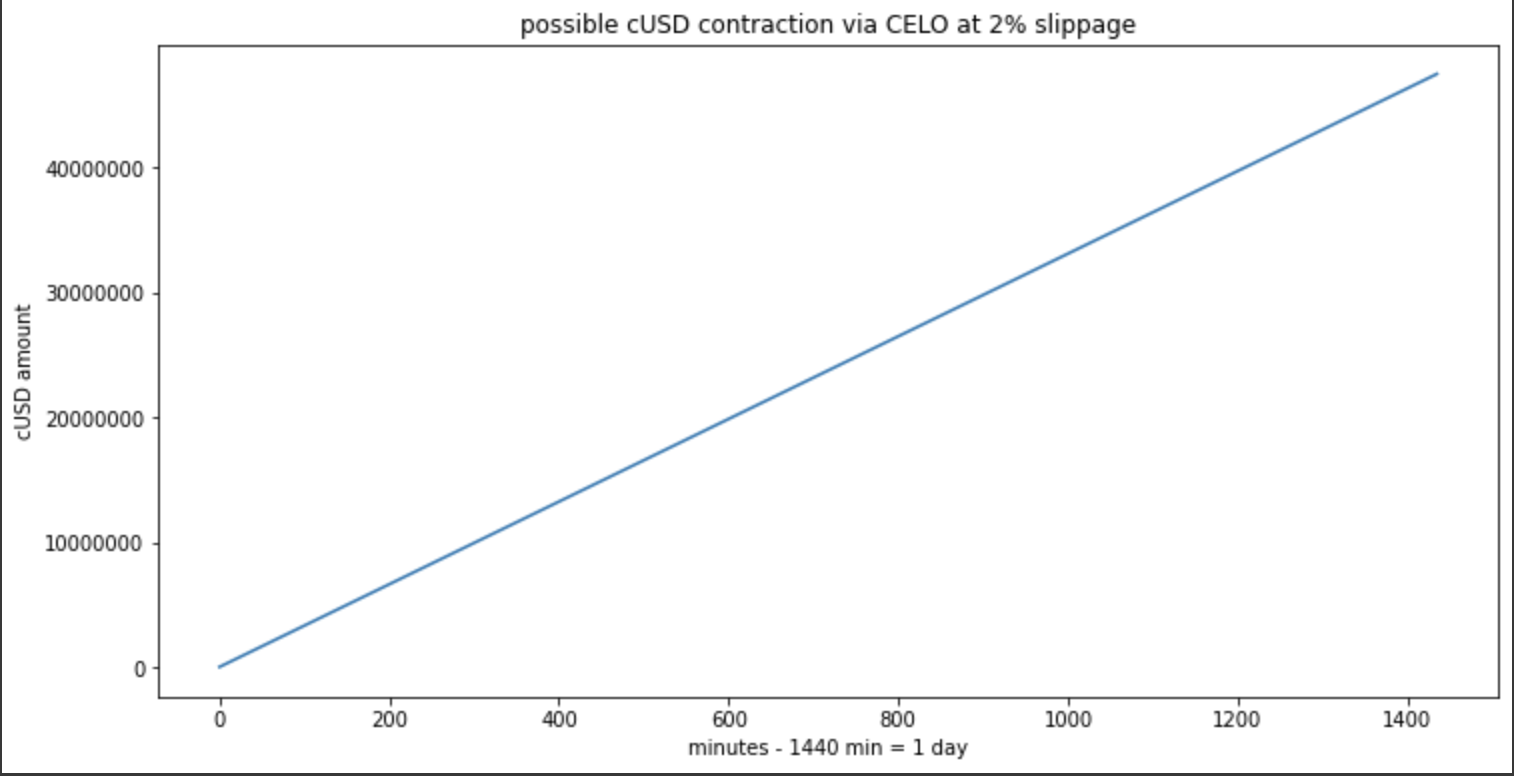 possible cUSD contraction via CELO at 2% slippage
cUSD amount
40000000
30000000
20000000
10000000
0
0 200 400 600 800 1000 1200 1400
minutes - 1440 min = 1 day